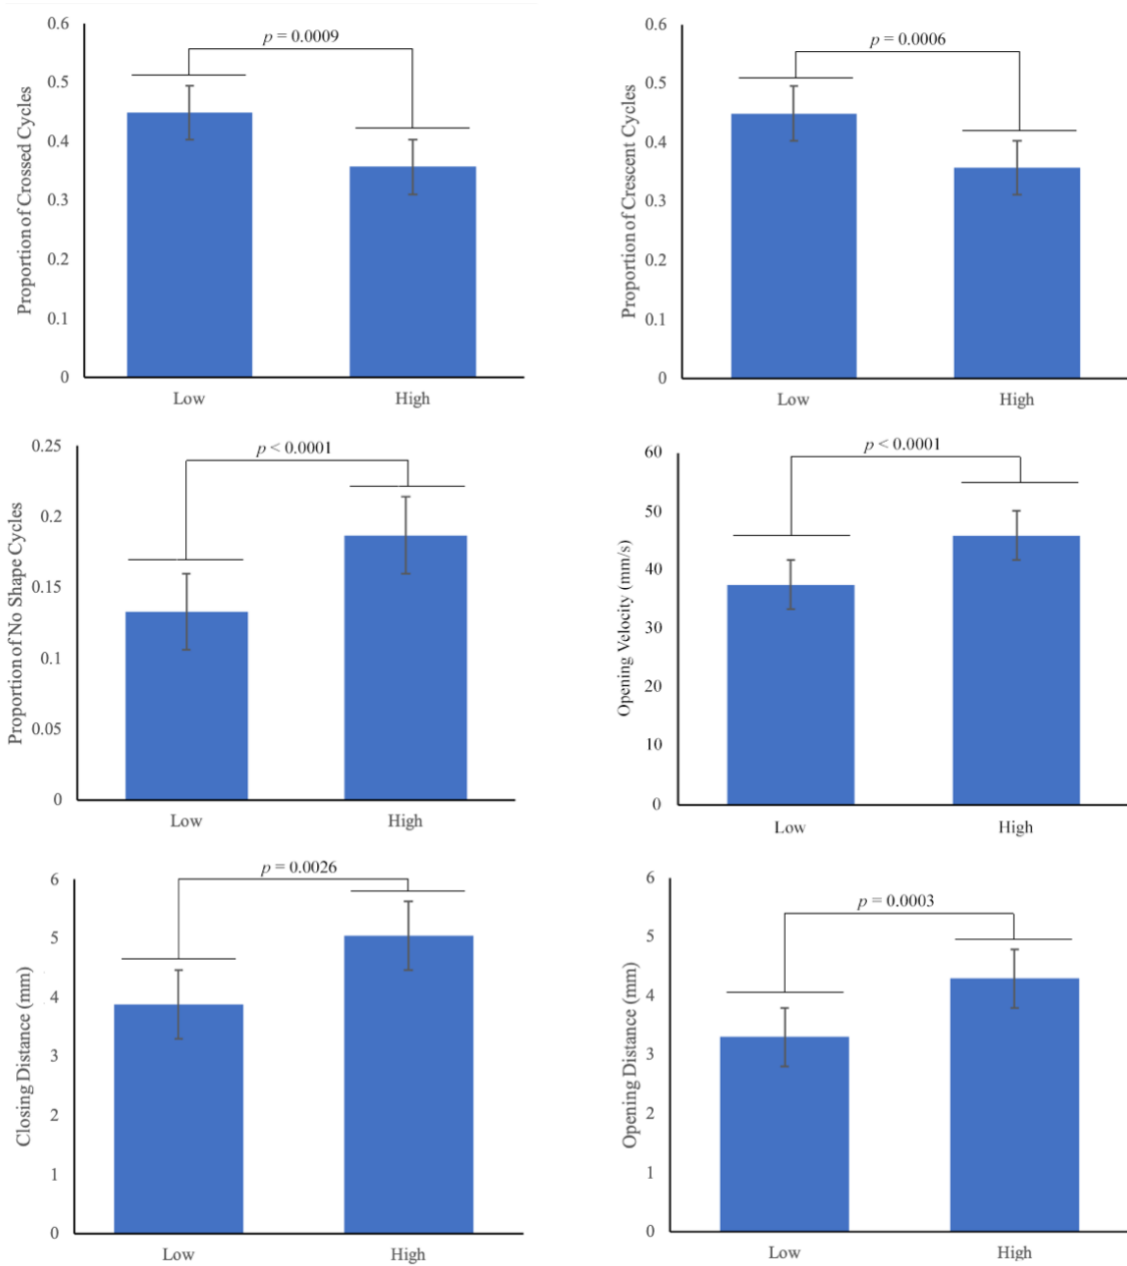 0.6
0.5
0.4
0.3
0.2
0.1
0
Proportion of Crossed Cycles
p = 0.0009
Low
High
0.6
0.5
0.4
0.3
0.2
0.1
0
Proportion of Crescent Cycles
p = 0.0006
Low
High
0.25
0.2
0.15
0.1
0.05
0
Proportion of No Shape Cycles
p < 0.0001
Low
High
60
50
40
30
20
10
0
Opening Velocity (mm/s)
p < 0.0001
Low
High
6
5
4
3
2
1
0
Closing Distance (mm)
p = 0.0026
Low
High
6
5
4
3
2
1
0
Opening Distance (mm)
p = 0.0003
Low
High